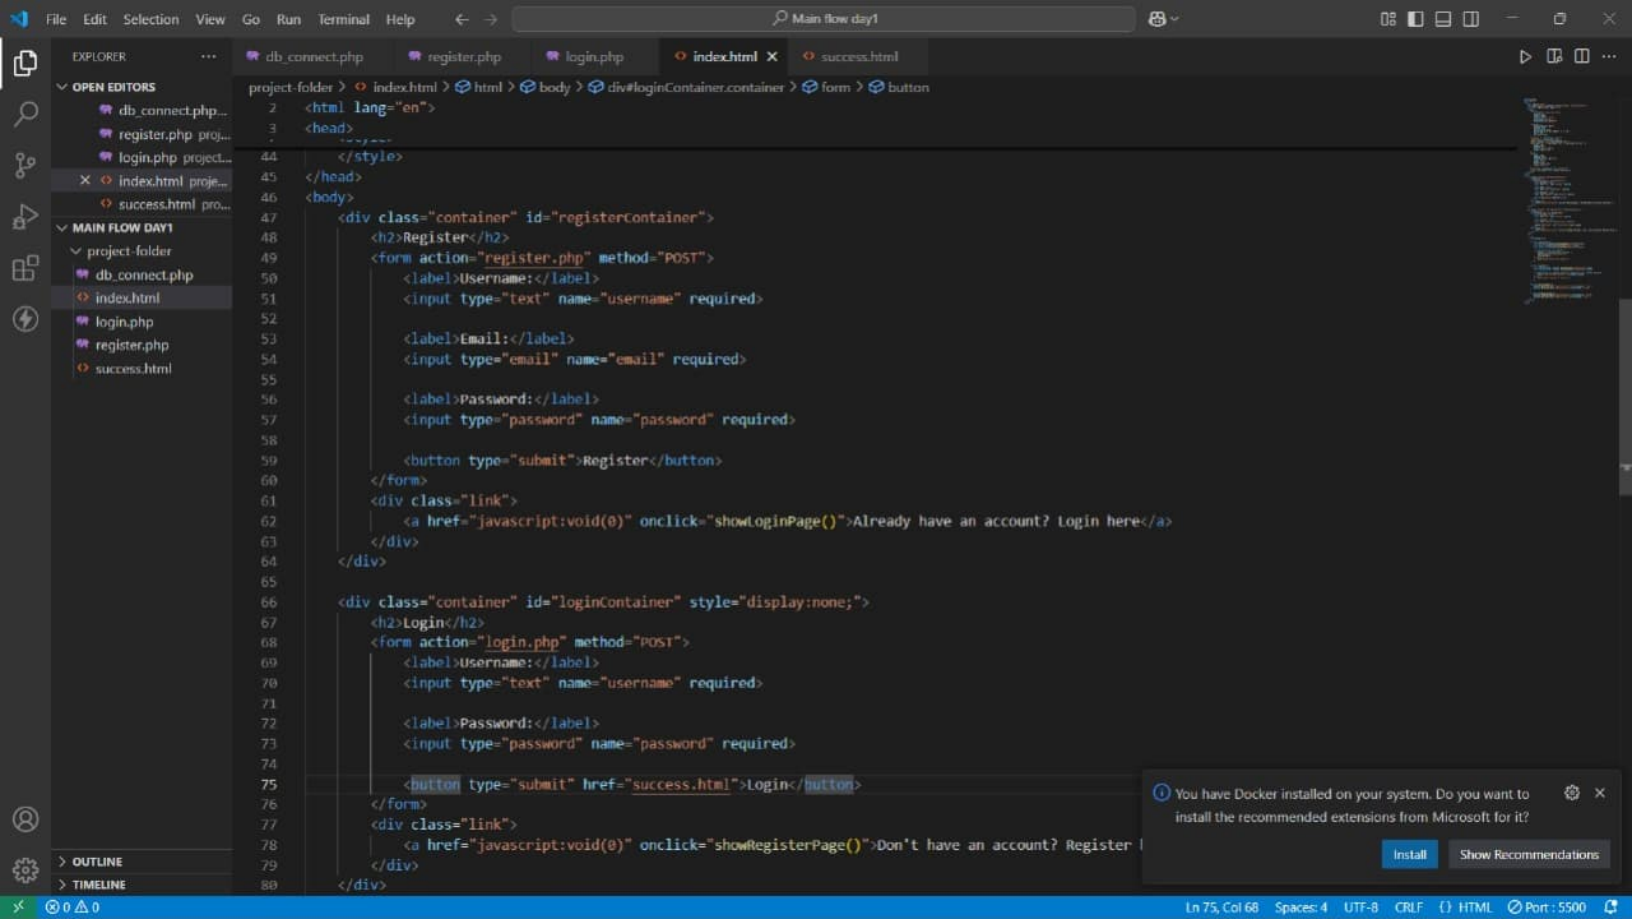 File Edit Selection View Go Run Terminal Help
Main flow day1
EXPLORER
OPEN EDITORS
db_connect.php...
register.php proj...
login.php project...
index.html proje...
success.html pro...
MAIN FLOW DAY1
project-folder
db_connect.php
index.html
login.php
register.php
success.html
OUTLINE
TIMELINE
db_connect.php register.php login.php index.html success.html
project-folder > index.html > html > body > div#loginContainer.container > form > button
2 <html lang="en">
3 <head>
44 </style>
45 </head>
46 <body>
47 <div class="container" id="registerContainer">
48 <h2>Register</h2>
49 <form action="register.php" method="POST">
50 <label>Username:</label>
51 <input type="text" name="username" required>
52
53 <label>Email:</label>
54 <input type="email" name="email" required>
55
56 <label>Password:</label>
57 <input type="password" name="password" required>
58
59 <button type="submit">Register</button>
60 </form>
61 <div class="link">
62 <a href="javascript:void(0)" onclick="showLoginPage()">Already have an account? Login here</a>
63 </div>
64 </div>
65
66 <div class="container" id="loginContainer" style="display:none;">
67 <h2>Login</h2>
68 <form action="login.php" method="POST">
69 <label>Username:</label>
70 <input type="text" name="username" required>
71
72 <label>Password:</label>
73 <input type="password" name="password" required>
74
75 <button type="submit" href="success.html">Login</button>
76 </form>
77 <div class="link">
78 <a href="javascript:void(0)" onclick="showRegisterPage()">Don't have an account? Register
79 </div>
80 </div>
You have Docker installed on your system. Do you want to
install the recommended extensions from Microsoft for it?
Install Show Recommendations
0 0 Ln 75, Col 68 Spaces: 4 UTF-8 CRLF {} HTML Port : 5500